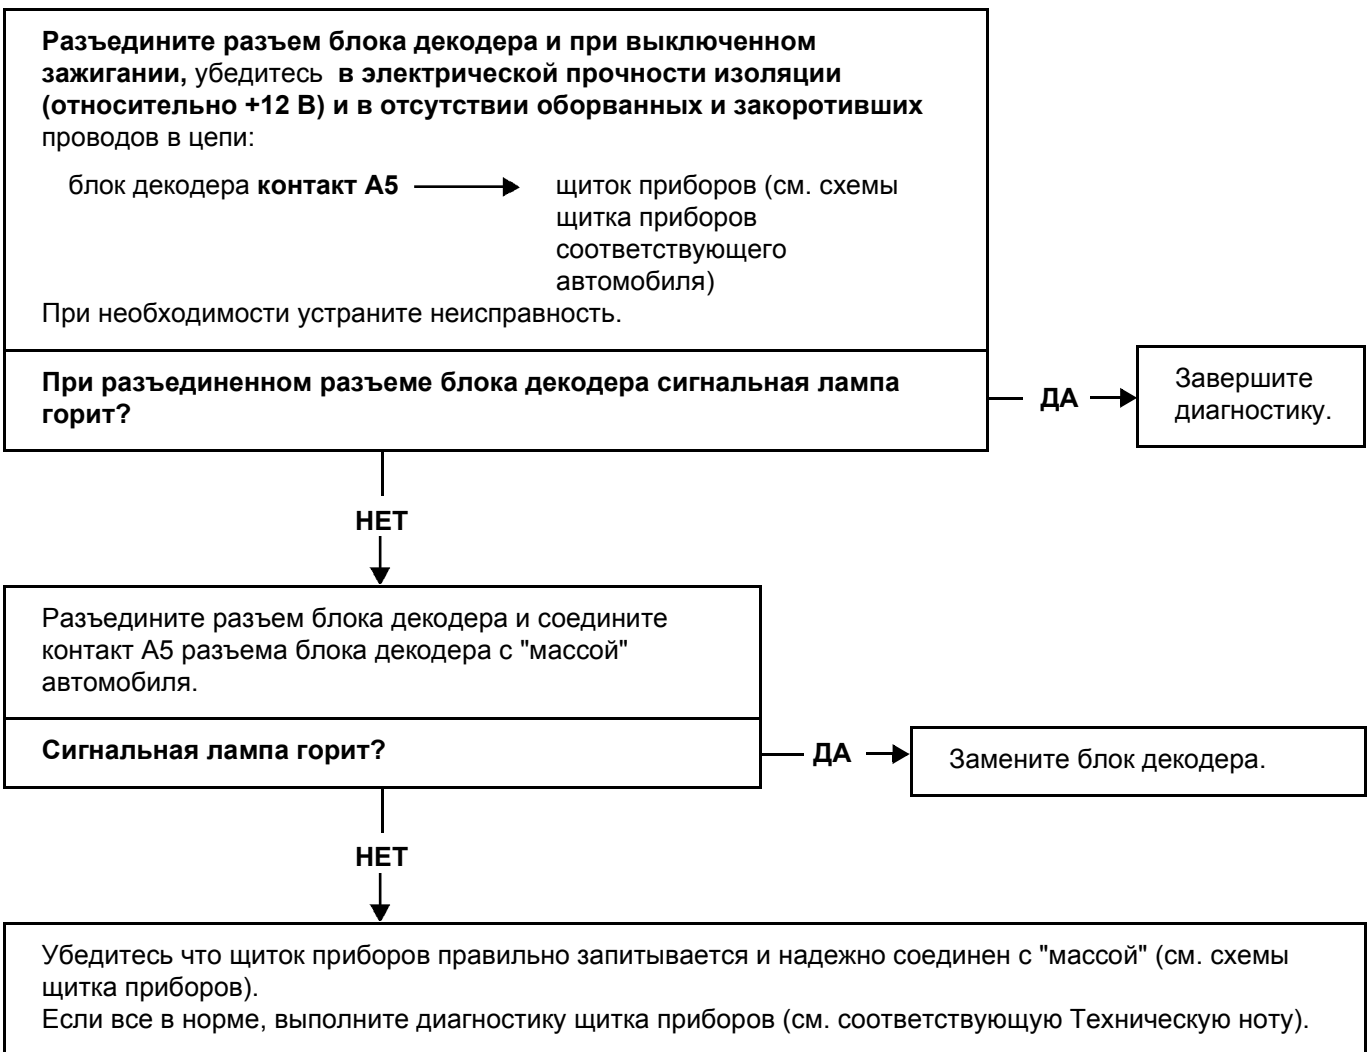 Разъедините разъем блока декодера и при выключенном
зажигании, убедитесь в электрической прочности изоляции
(относительно +12 В) и в отсутствии оборванных и закоротивших
проводов в цепи:
блок декодера контакт А5
щиток приборов (см. схемы
щитка приборов
соответствующего
автомобиля)
При необходимости устраните неисправность.
При разъединенном разъеме блока декодера сигнальная лампа
горит?
ДА
Завершите
диагностику.
НЕТ
Разъедините разъем блока декодера и соедините
контакт А5 разъема блока декодера с "массой"
автомобиля.
Сигнальная лампа горит?
ДА
Замените блок декодера.
НЕТ
Убедитесь что щиток приборов правильно запитывается и надежно соединен с "массой" (см. схемы
щитка приборов).
Если все в норме, выполните диагностику щитка приборов (см. соответствующую Техническую ноту).